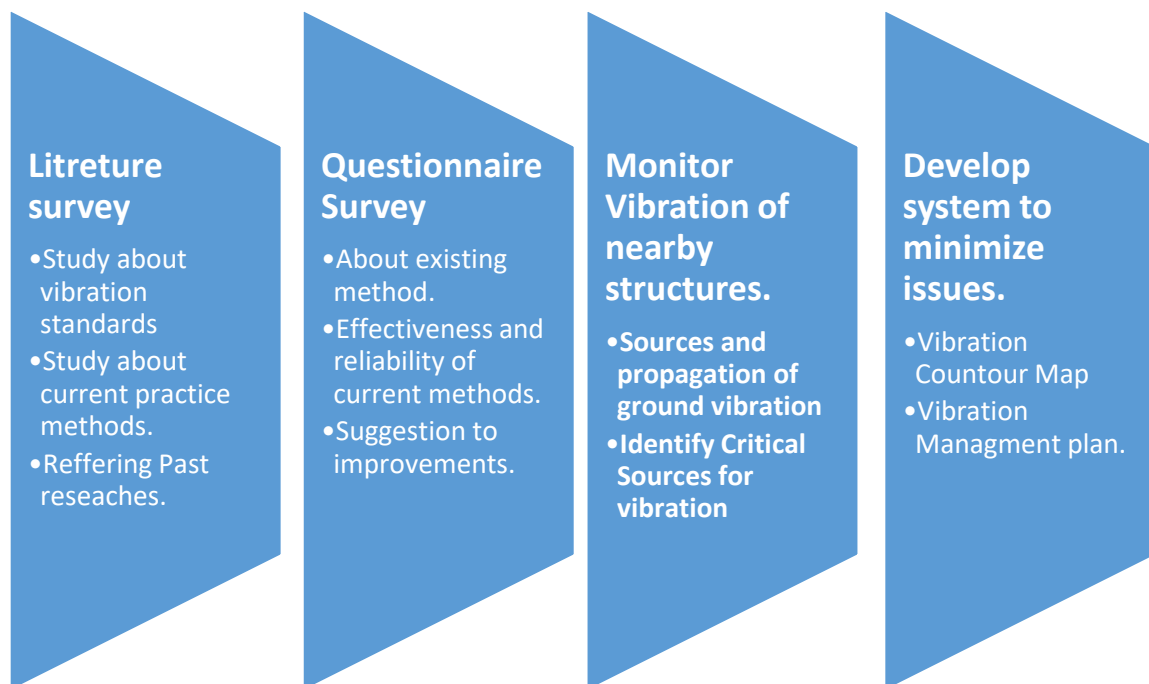 Litreture
survey
•Study about
vibration
standards
•Study about
current practice
methods.
•Reffering Past
reseaches.
Questionnaire
Survey
•About existing
method.
•Effectiveness and
reliability of
current methods.
•Suggestion to
improvements.
Monitor
Vibration of
nearby
structures.
•Sources and
propagation of
ground vibration
•Identify Critical
Sources for
vibration
Develop
system to
minimize
issues.
•Vibration
Countour Map
•Vibration
Managment plan.